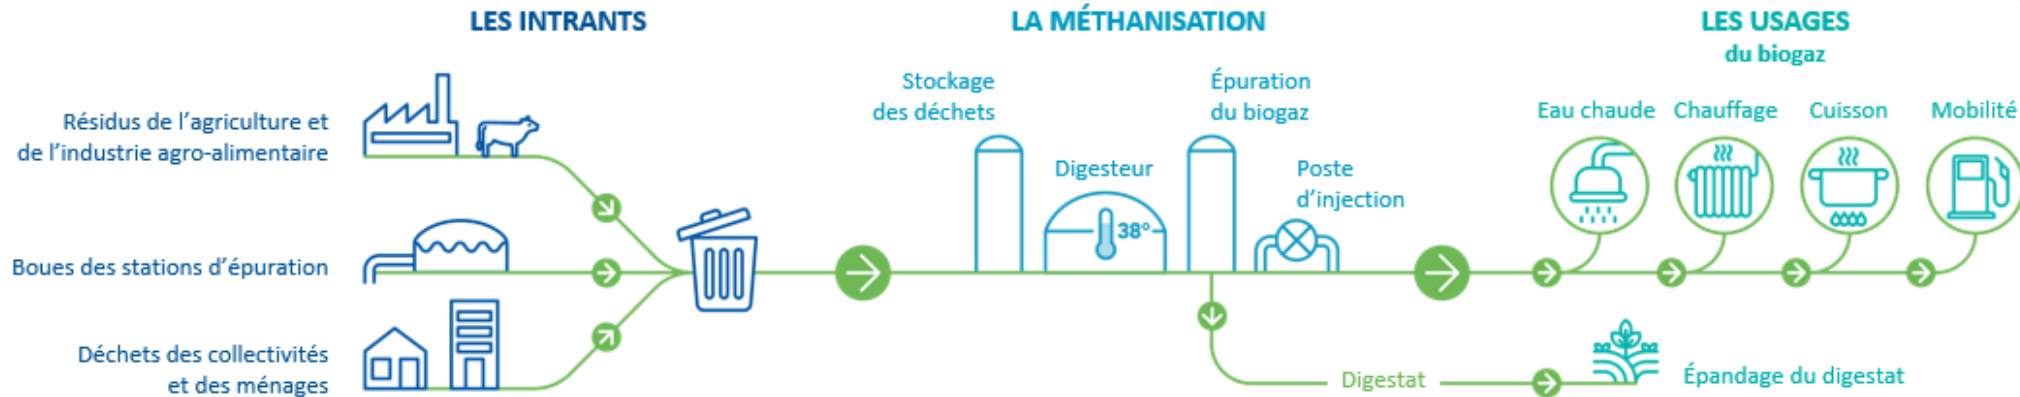 LES INTRANTS
Résidus de l’agriculture et
de l’industrie agro-alimentaire
Boues des stations d’épuration
Déchets des collectivités
et des ménages
LA MÉTHANISATION
Stockage
des déchets
Digesteur
38°
Épuration
du biogaz
Poste
d’injection
Digestat
LES USAGES
du biogaz
Eau chaude
Chauffage
Cuisson
Mobilité
Épandage du digestat